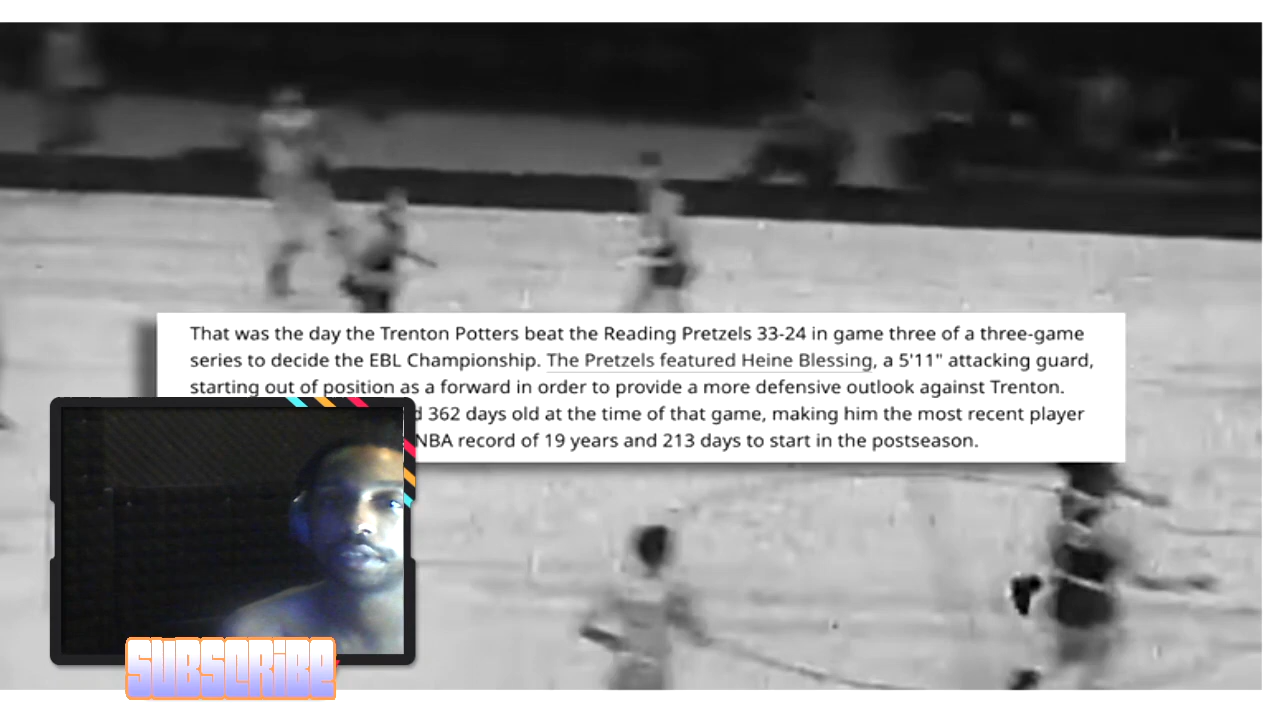 That was the day the Trenton Potters beat the Reading Pretzels 33-24 in game three of a three-game
series to decide the EBL Championship. The Pretzels featured Heine Blessing, a 5'11" attacking guard,
starting out of position as a forward in order to provide a more defensive outlook against Trenton.
362 days old at the time of that game, making him the most recent player
NBA record of 19 years and 213 days to start in the postseason.
SUBSCRIBE